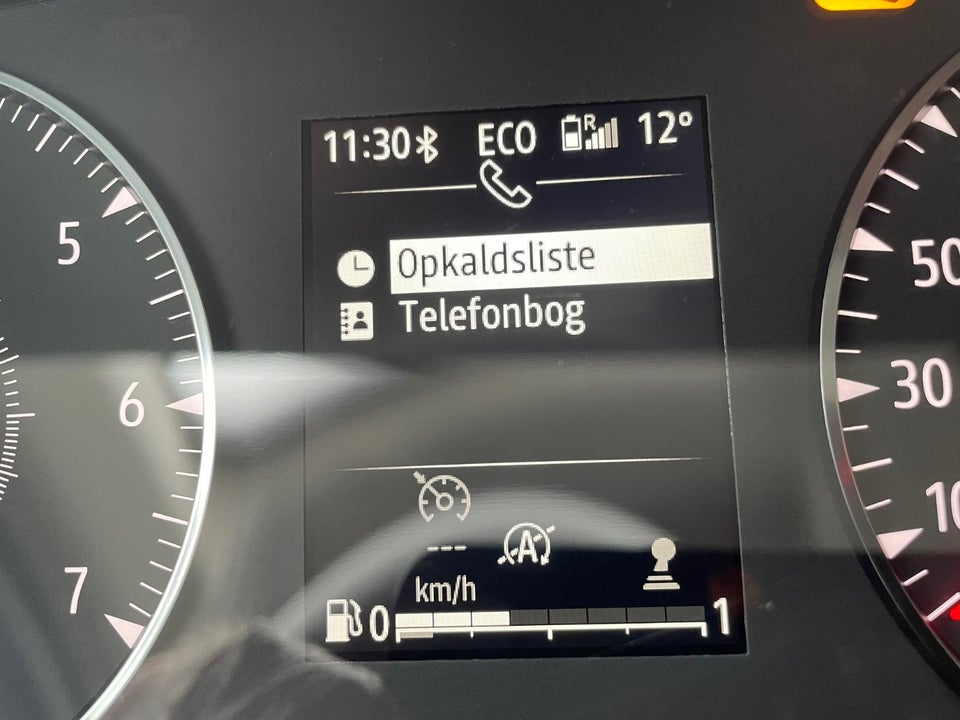 11:30 ECO R 12°
Opkaldsliste
Telefonbog
5
6
7
50
30
10
A
---
km/h
0 1